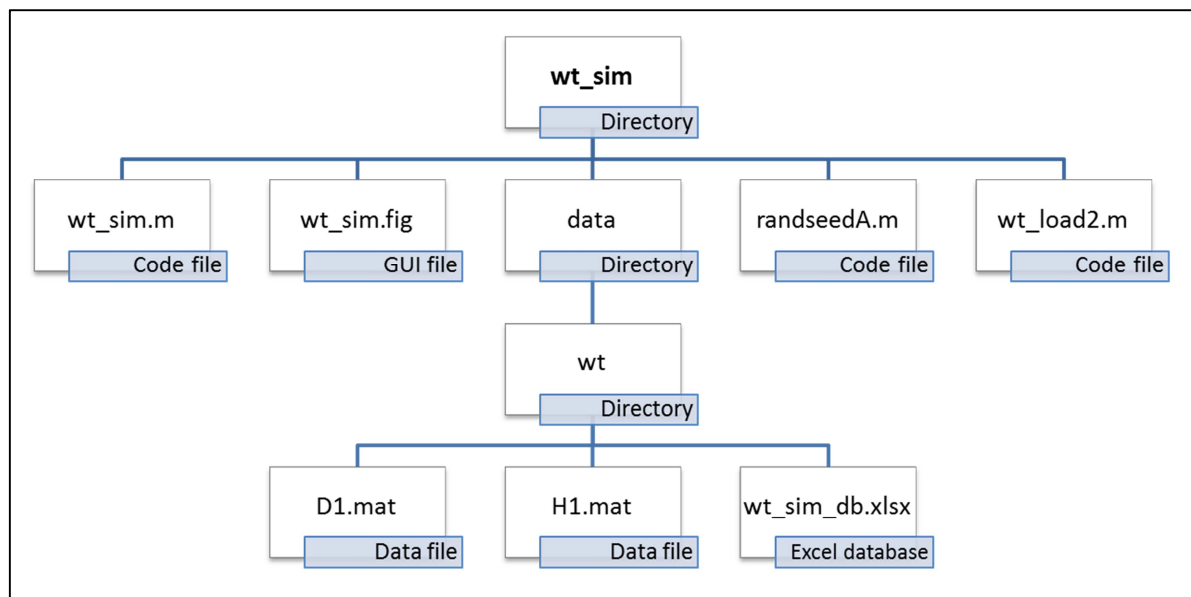 wt_sim
Directory
wt_sim.m
Code file
wt_sim.fig
GUI file
data
Directory
randseedA.m
Code file
wt_load2.m
Code file
wt
Directory
D1.mat
Data file
H1.mat
Data file
wt_sim_db.xlsx
Excel database